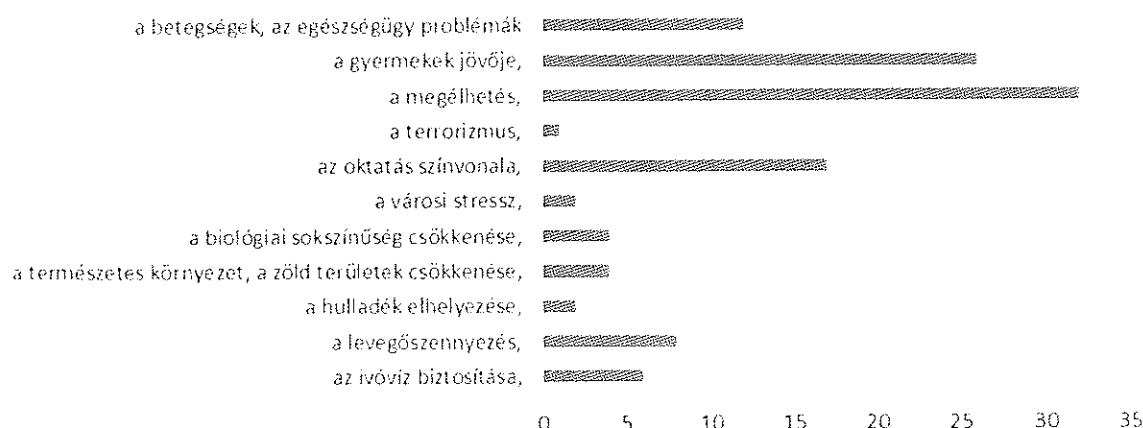 a betegségek, az egészségügy problémák
a gyermekek jövője,
a megélhetés,
a terrorizmus,
az oktatás színvonala,
a városi stressz,
a biológiai sokszínűség csökkenése,
a természetes környezet, a zöld területek csökkenése,
a hulladék elhelyezése,
a levegőszennyezés,
az ivóvíz biztosítása,
0 5 10 15 20 25 30 35